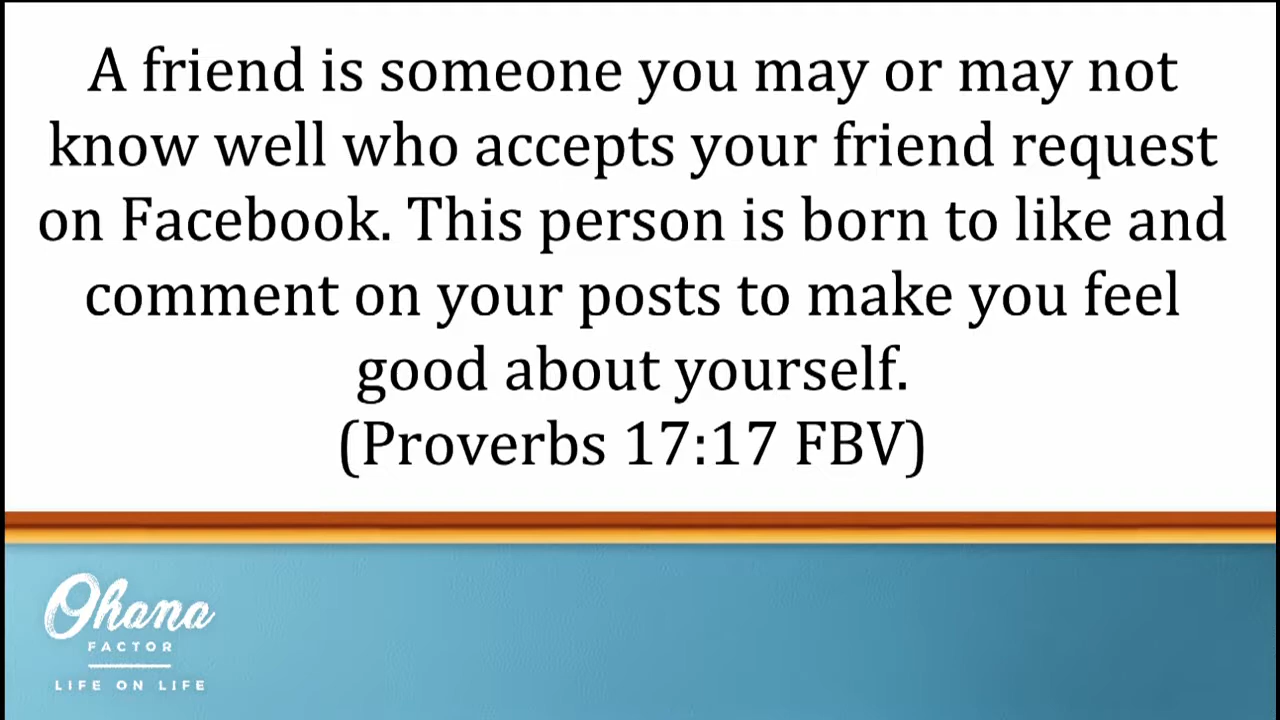 A friend is someone you may or may not
know well who accepts your friend request
on Facebook. This person is born to like and
comment on your posts to make you feel
good about yourself.
(Proverbs 17:17 FBV)
Ohana
FACTOR
LIFE ON LIFE